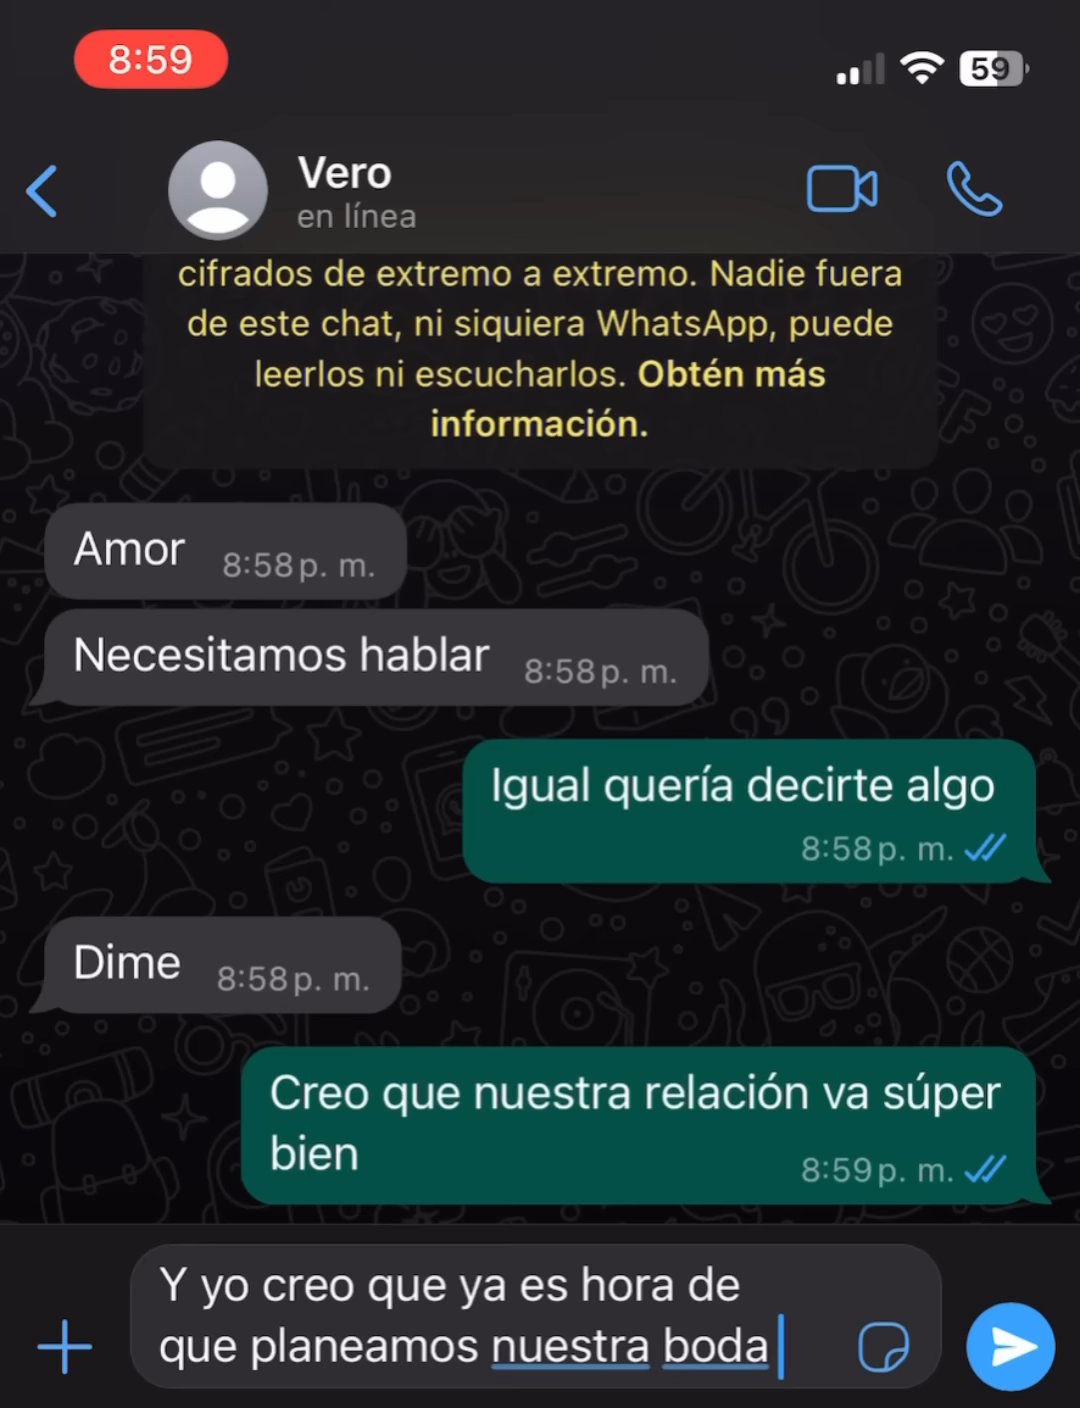 8:59
59
Vero
en línea
cifrados de extremo a extremo. Nadie fuera
de este chat, ni siquiera WhatsApp, puede
leerlos ni escucharlos. Obtén más
información.
Amor 8:58 p. m.
Necesitamos hablar 8:58 p. m.
Igual quería decirte algo
8:58 p. m.
Dime 8:58 p. m.
Creo que nuestra relación va súper
bien 8:59 p. m.
Y yo creo que ya es hora de
que planeamos nuestra boda